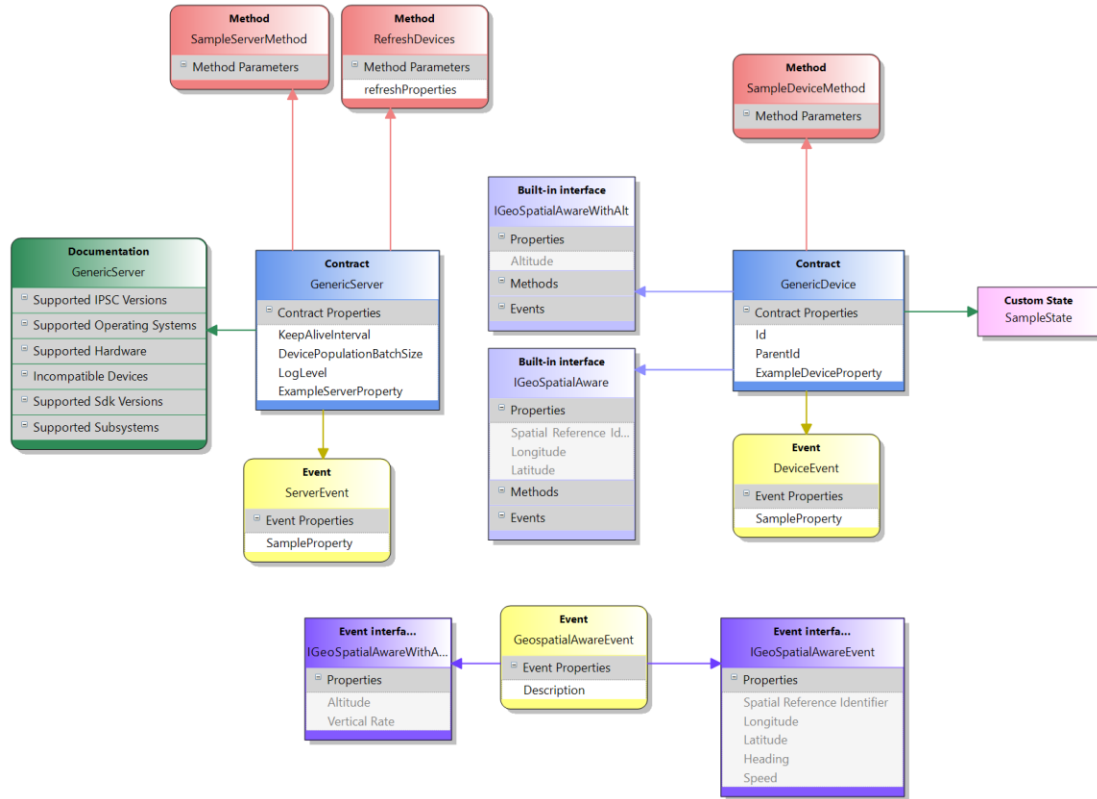 Method
SampleServerMethod
Method Parameters
Method
RefreshDevices
Method Parameters
refreshProperties
Method
SampleDeviceMethod
Method Parameters
Built-in interface
IGeoSpatialAwareWithAlt
Properties
Altitude
Methods
Events
Documentation
GenericServer
Supported IPSC Versions
Supported Operating Systems
Supported Hardware
Incompatible Devices
Supported Sdk Versions
Supported Subsystems
Contract
GenericServer
Contract Properties
KeepAliveInterval
DevicePopulationBatchSize
LogLevel
ExampleServerProperty
Contract
GenericDevice
Contract Properties
Id
ParentId
ExampleDeviceProperty
Custom State
SampleState
Built-in interface
IGeoSpatialAware
Properties
Spatial Reference Id...
Longitude
Latitude
Methods
Events
Event
ServerEvent
Event Properties
SampleProperty
Event
DeviceEvent
Event Properties
SampleProperty
Event interfa...
IGeoSpatialAwareWithA...
Properties
Altitude
Vertical Rate
Event
GeospatialAwareEvent
Event Properties
Description
Event interfa...
IGeoSpatialAwareEvent
Properties
Spatial Reference Identifier
Longitude
Latitude
Heading
Speed